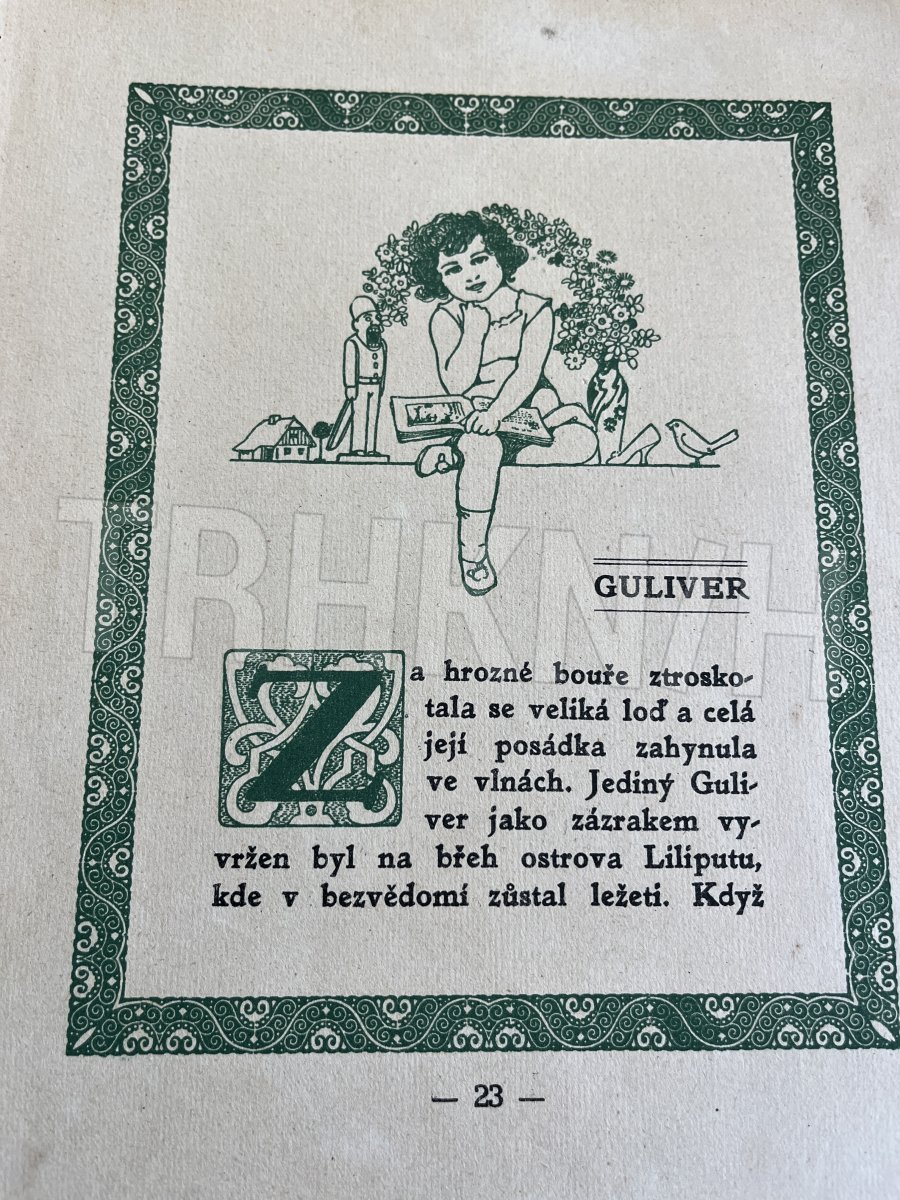 GULIVER
Za hrozné bouře ztrosko-
tala se veliká loď a celá
její posádka zahynula
ve vlnách. Jediný Guli-
ver jako zázrakem vy-
vržen byl na břeh ostrova Liliputu,
kde v bezvědomí zůstal ležeti. Když
— 23 —
TRHKNIH